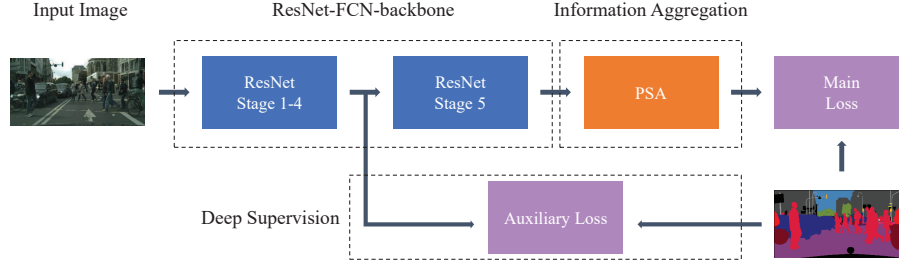 Input Image
ResNet-FCN-backbone
Information Aggregation
ResNet
Stage 1-4
ResNet
Stage 5
PSA
Main
Loss
Deep Supervision
Auxiliary Loss